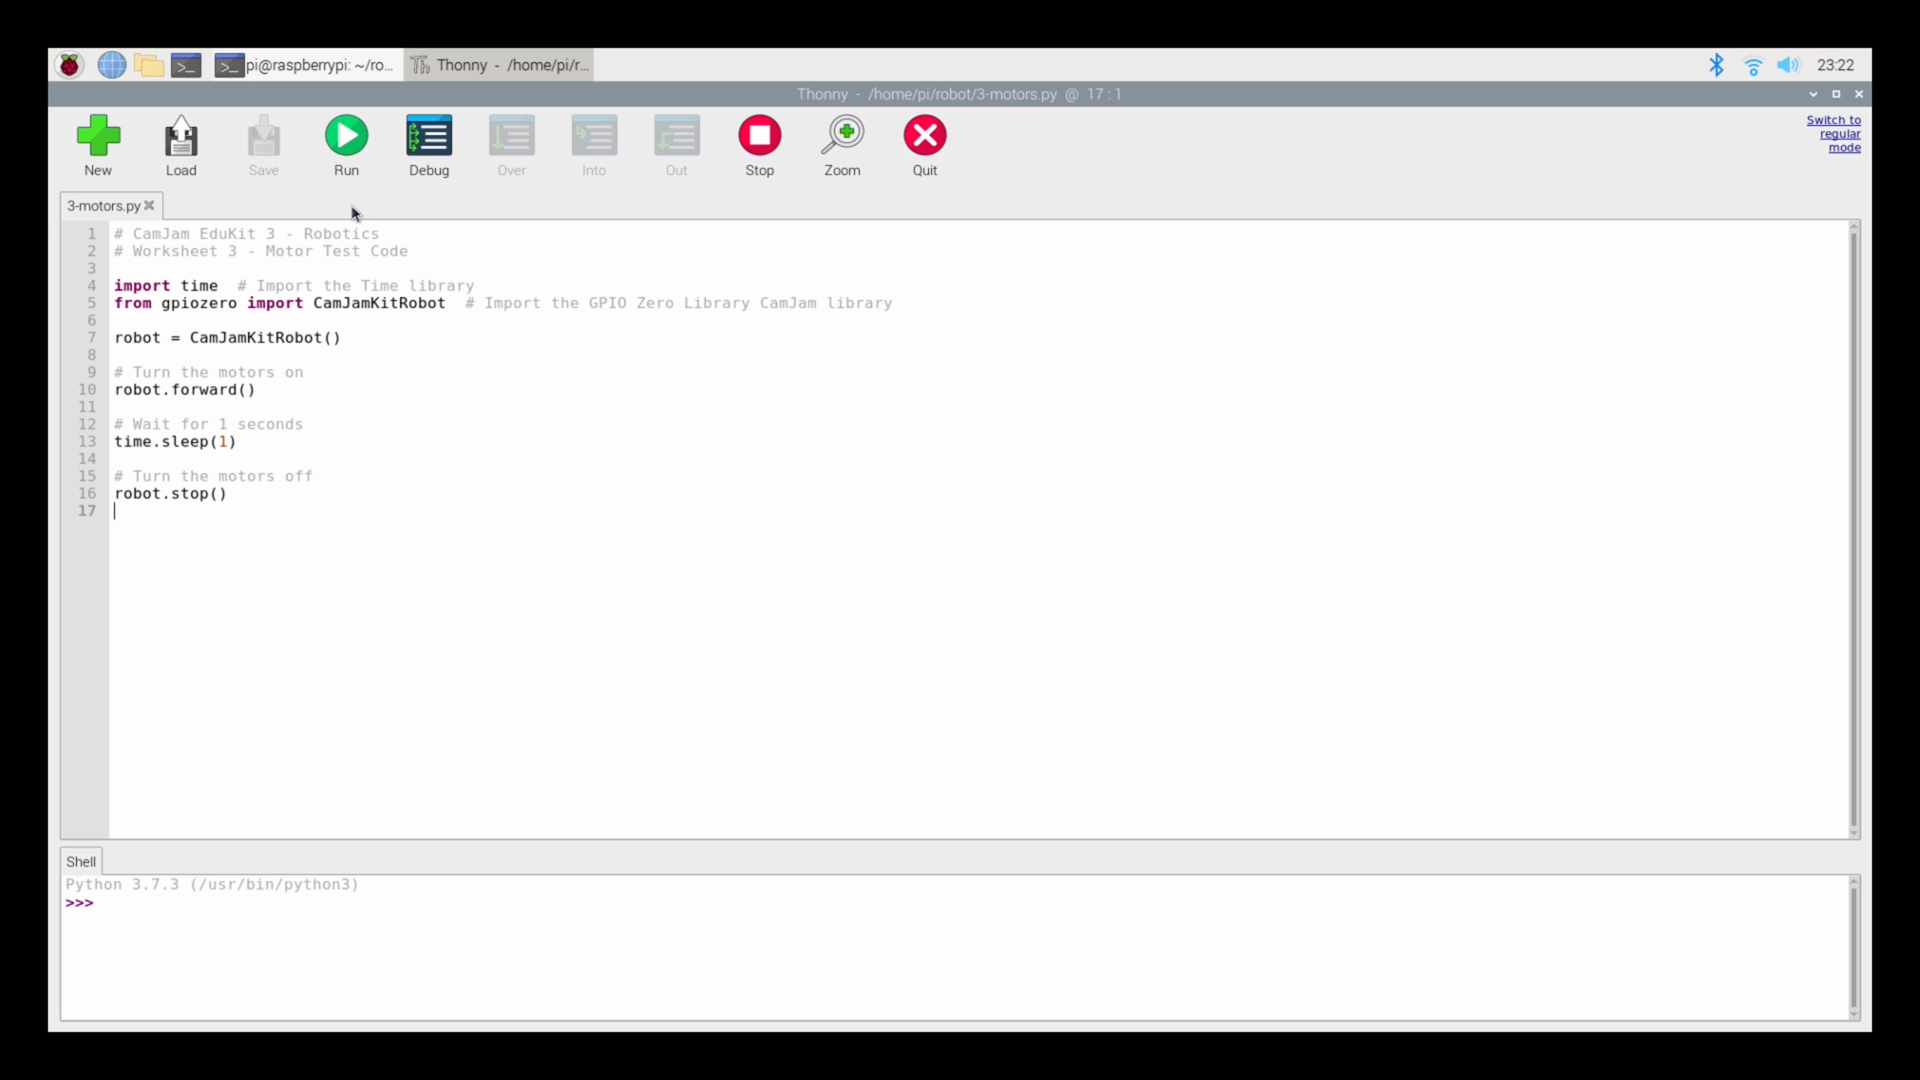 pi@raspberrypi: ~/ro... Thonny - /home/pi/r... 23:22
Thonny - /home/pi/robot/3-motors.py @ 17:1
New Load Save Run Debug Over Into Out Stop Zoom Quit
Switch to
regular
mode
3-motors.py
1 # CamJam EduKit 3 - Robotics
2 # Worksheet 3 - Motor Test Code
3
4 import time  # Import the Time library
5 from gpiozero import CamJamKitRobot  # Import the GPIO Zero Library CamJam library
6
7 robot = CamJamKitRobot()
8
9 # Turn the motors on
10 robot.forward()
11
12 # Wait for 1 seconds
13 time.sleep(1)
14
15 # Turn the motors off
16 robot.stop()
17
Shell
Python 3.7.3 (/usr/bin/python3)
>>>